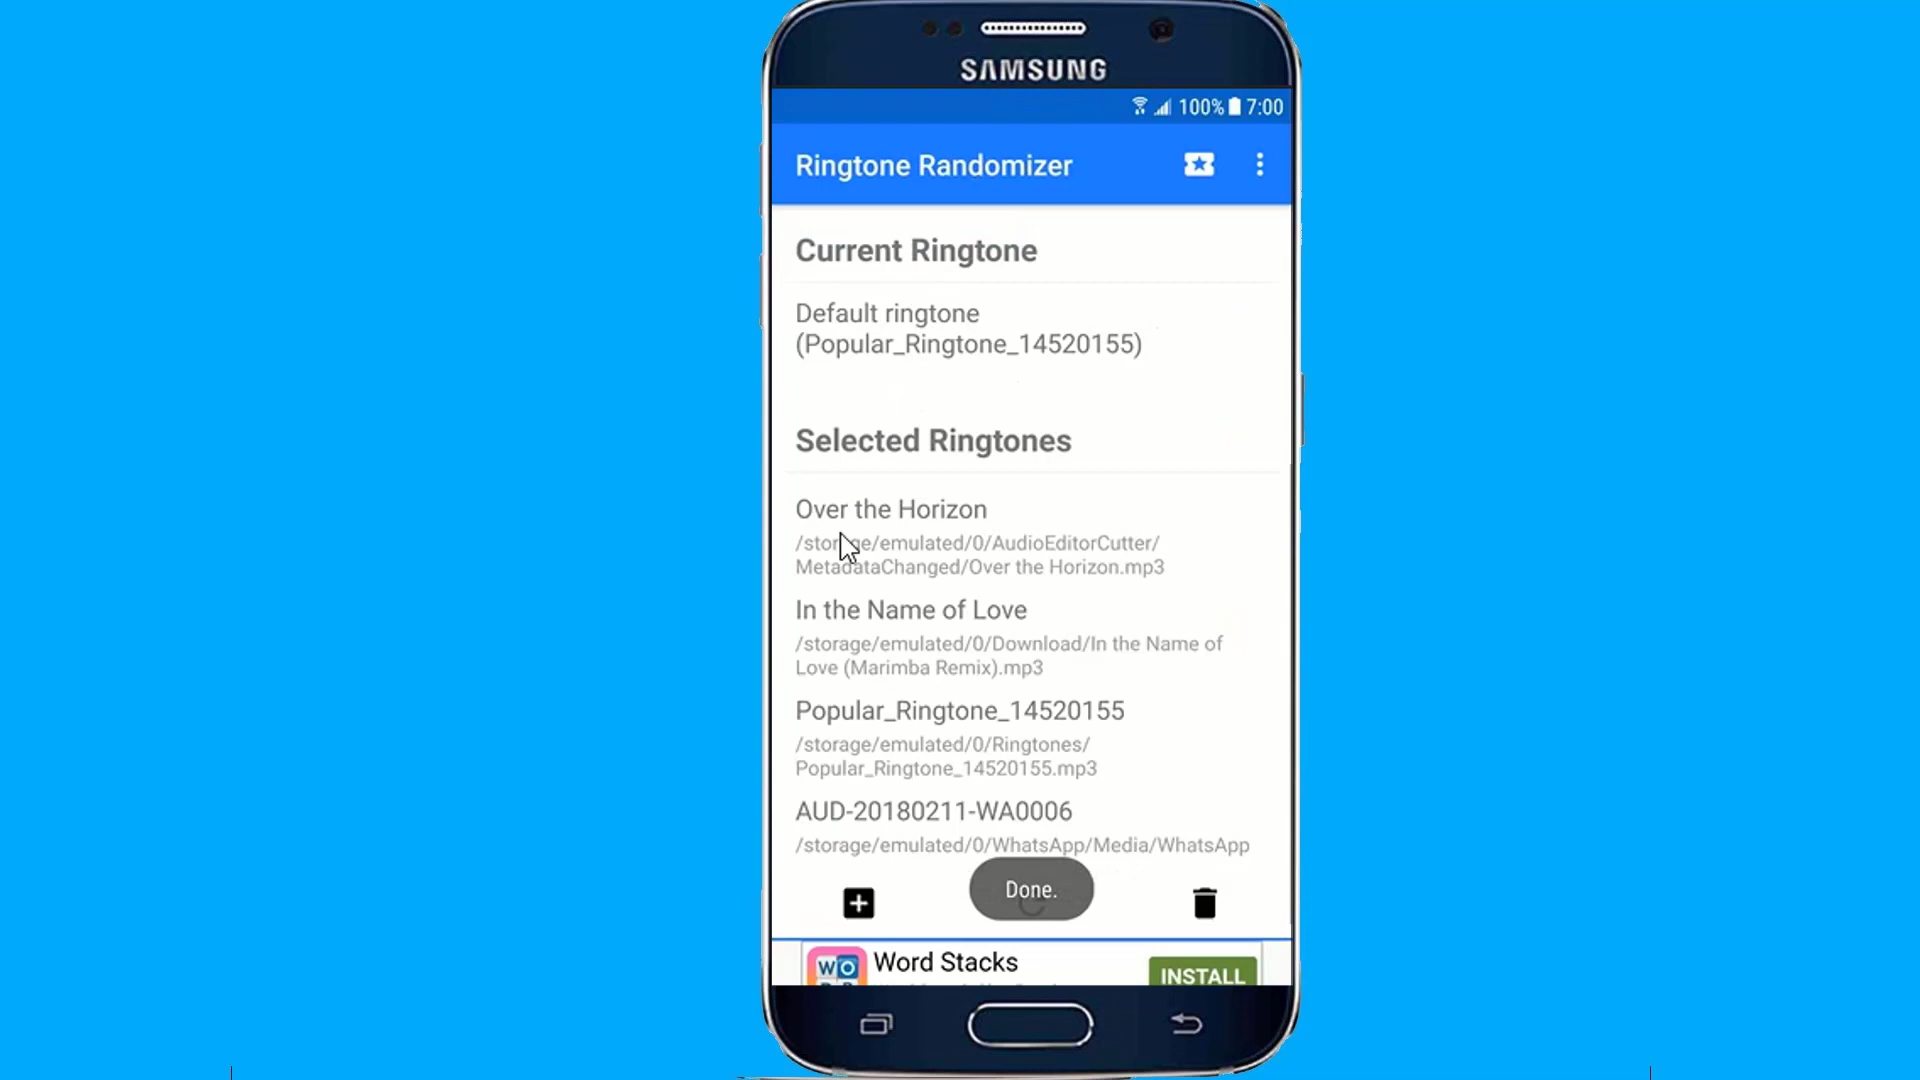 SAMSUNG
100% 7:00
Ringtone Randomizer
Current Ringtone
Default ringtone
(Popular_Ringtone_14520155)
Selected Ringtones
Over the Horizon
/storage/emulated/0/AudioEditorCutter/
MetadataChanged/Over the Horizon.mp3
In the Name of Love
/storage/emulated/0/Download/In the Name of
Love (Marimba Remix).mp3
Popular_Ringtone_14520155
/storage/emulated/0/Ringtones/
Popular_Ringtone_14520155.mp3
AUD-20180211-WA0006
/storage/emulated/0/WhatsApp/Media/WhatsApp
Done.
Word Stacks
WO
INSTALL